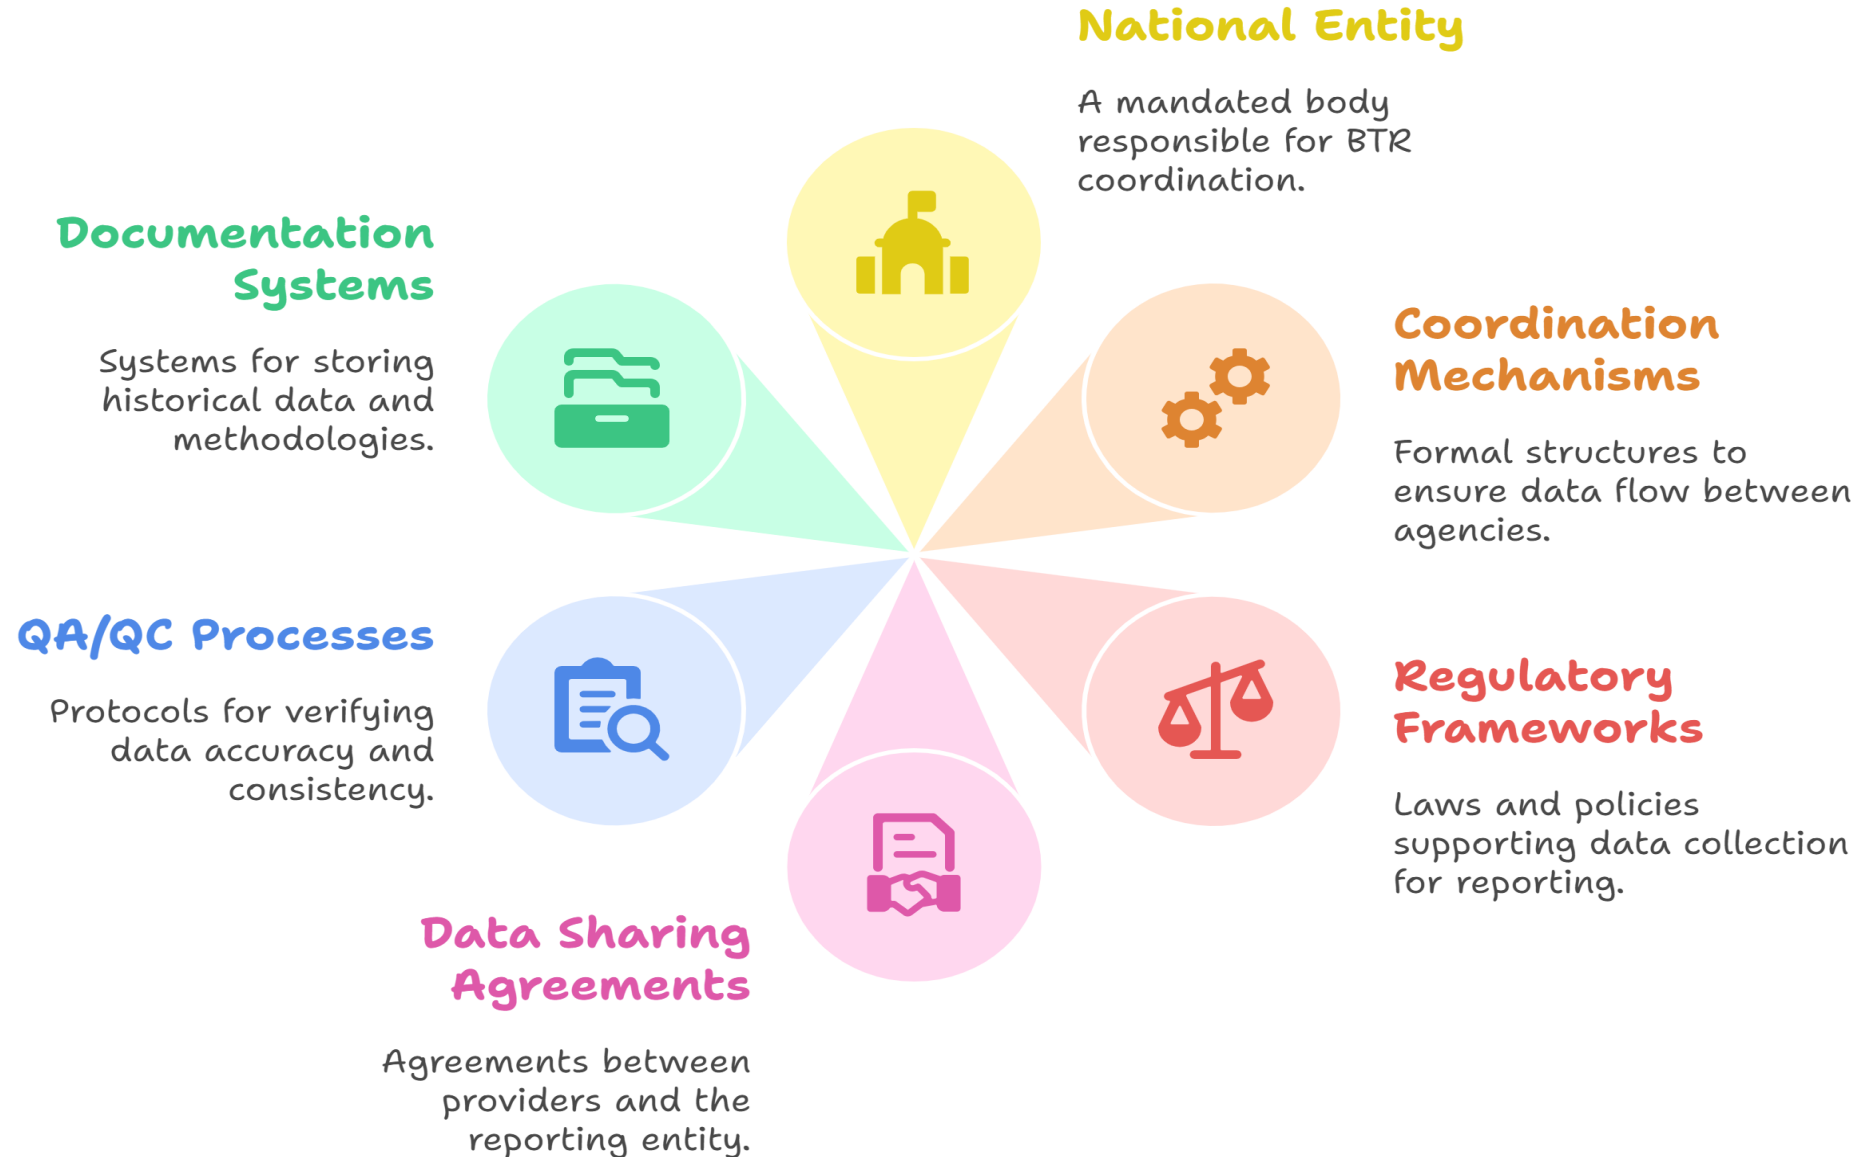 National Entity
A mandated body
responsible for BTR
coordination.
Documentation
Systems
Systems for storing
historical data and
methodologies.
Coordination
Mechanisms
Formal structures to
ensure data flow between
agencies.
QA/QC Processes
Protocols for verifying
data accuracy and
consistency.
Regulatory
Frameworks
Laws and policies
supporting data collection
for reporting.
Data Sharing
Agreements
Agreements between
providers and the
reporting entity.